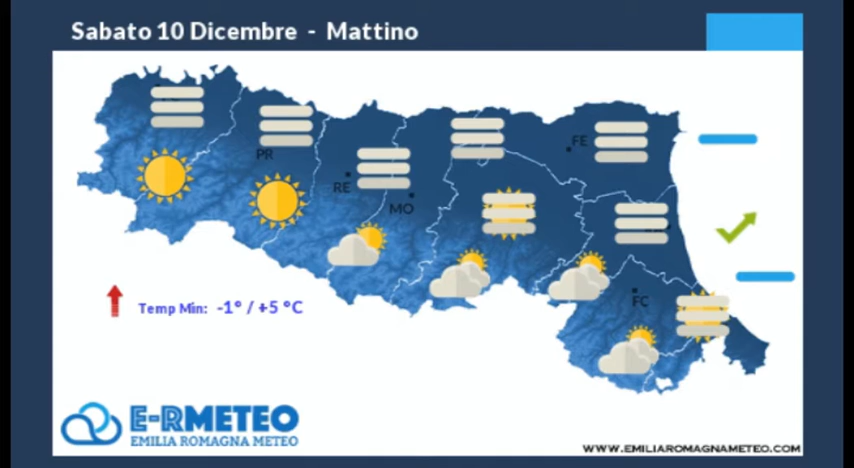 Sabato 10 Dicembre - Mattino
PR
FE
RE
MO
FC
Temp Min: -1° / +5 °C
E-RMETEO
EMILIA ROMAGNA METEO
WWW.EMILIAROMAGNAMETEO.COM